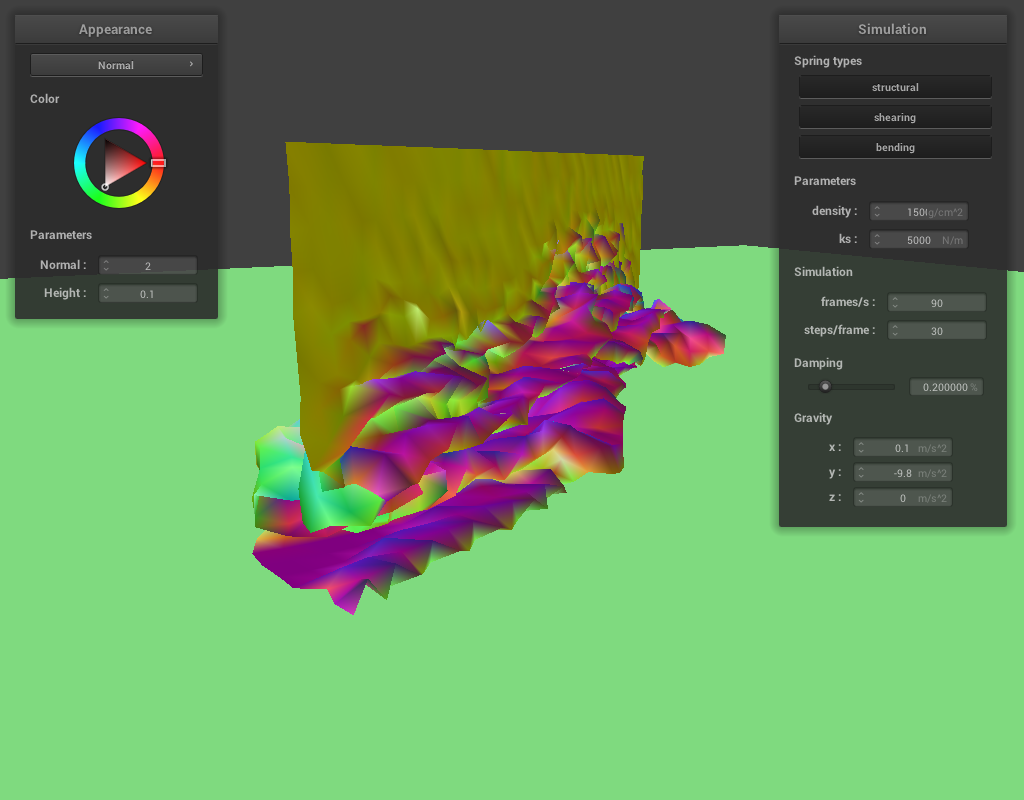 Appearance
Normal
Color
Parameters
Normal : 2
Height : 0.1
Simulation
Spring types
structural
shearing
bending
Parameters
density : g/cm^2
ks : 5000 N/m
Simulation
frames/s : 90
steps/frame : 30
Damping
0.200000 %
Gravity
x : 0.1 m/s^2
y : -9.8 m/s^2
z : 0 m/s^2